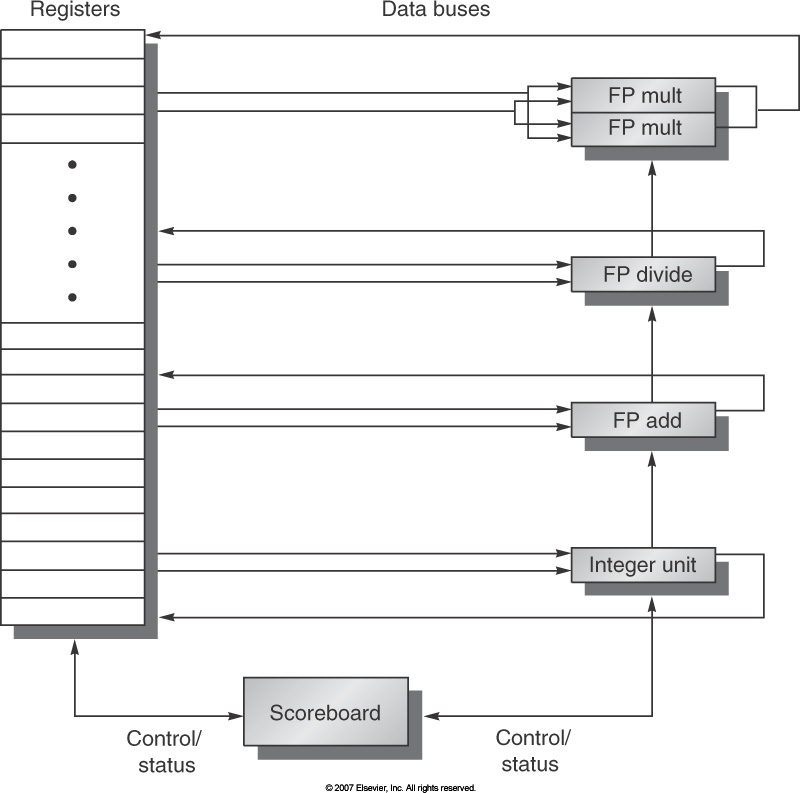 Registers
Data buses
FP mult
FP mult
FP divide
FP add
Integer unit
Scoreboard
Control/
status
Control/
status
© 2007 Elsevier, Inc. All rights reserved.